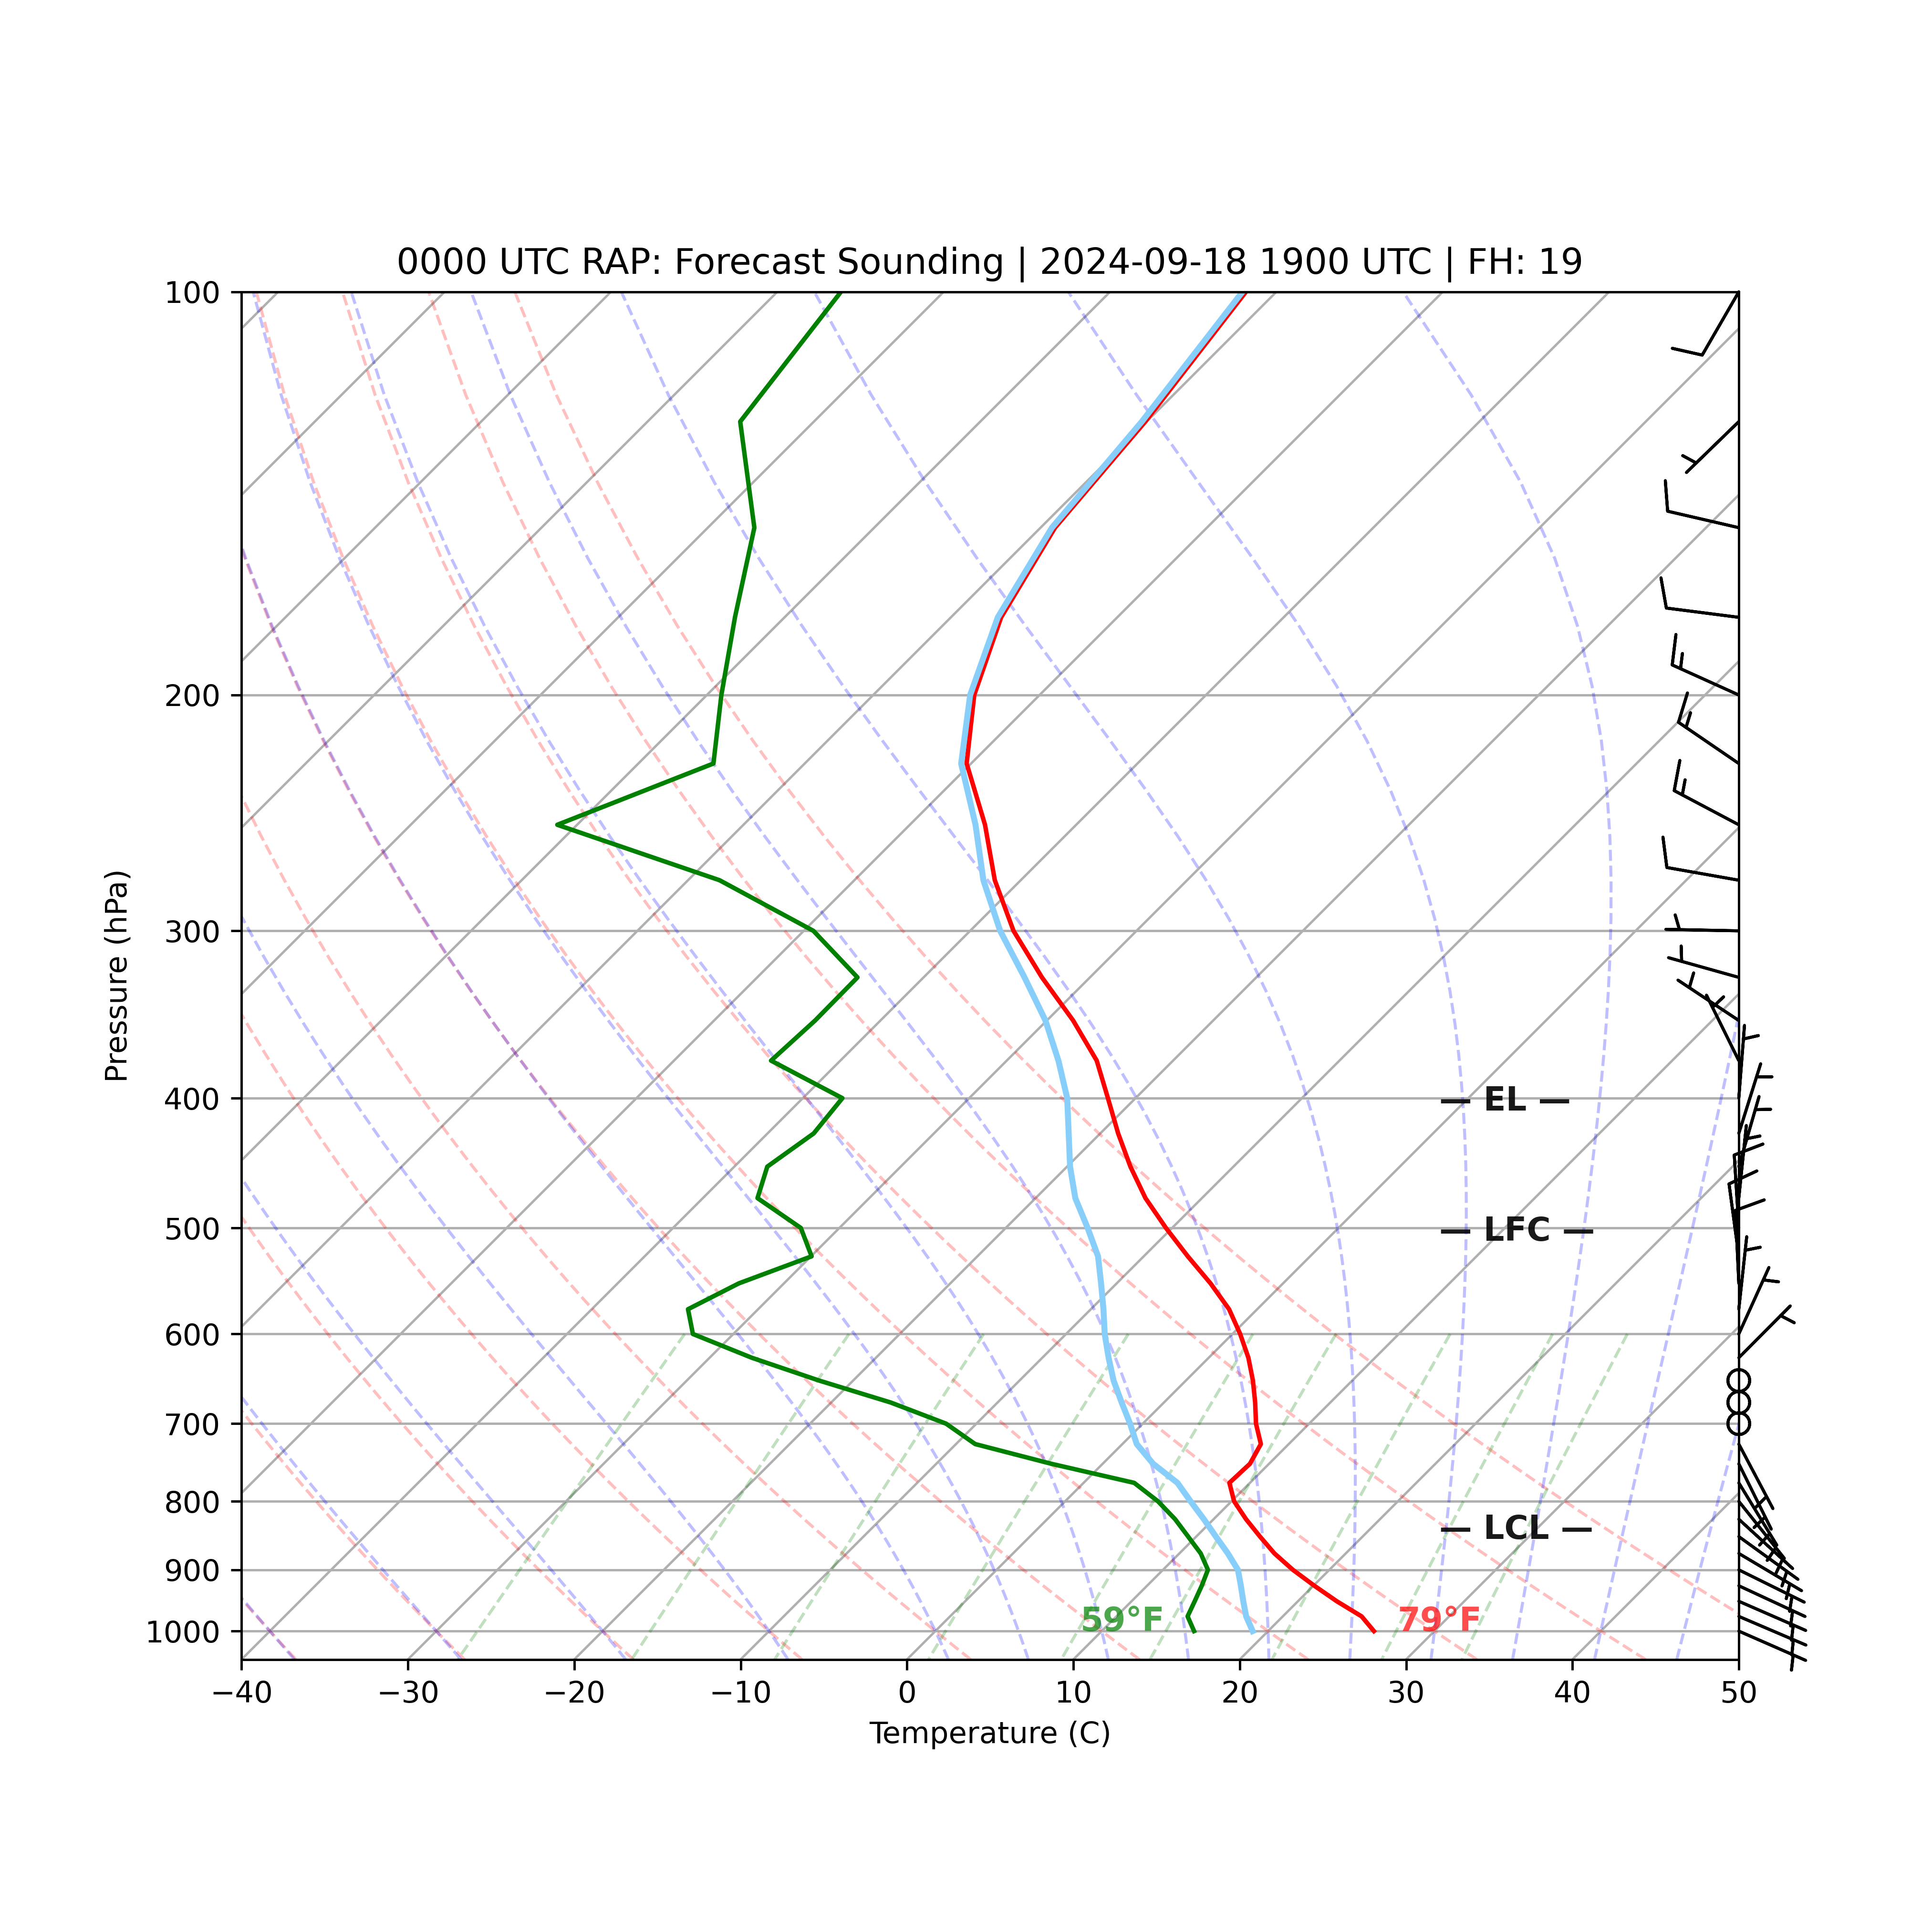 0000 UTC RAP: Forecast Sounding | 2024-09-18 1900 UTC | FH: 19
100
200
300
400
500
600
700
800
900
1000
Pressure (hPa)
— EL —
— LFC —
— LCL —
59°F
79°F
−40 −30 −20 −10 0 10 20 30 40 50
Temperature (C)